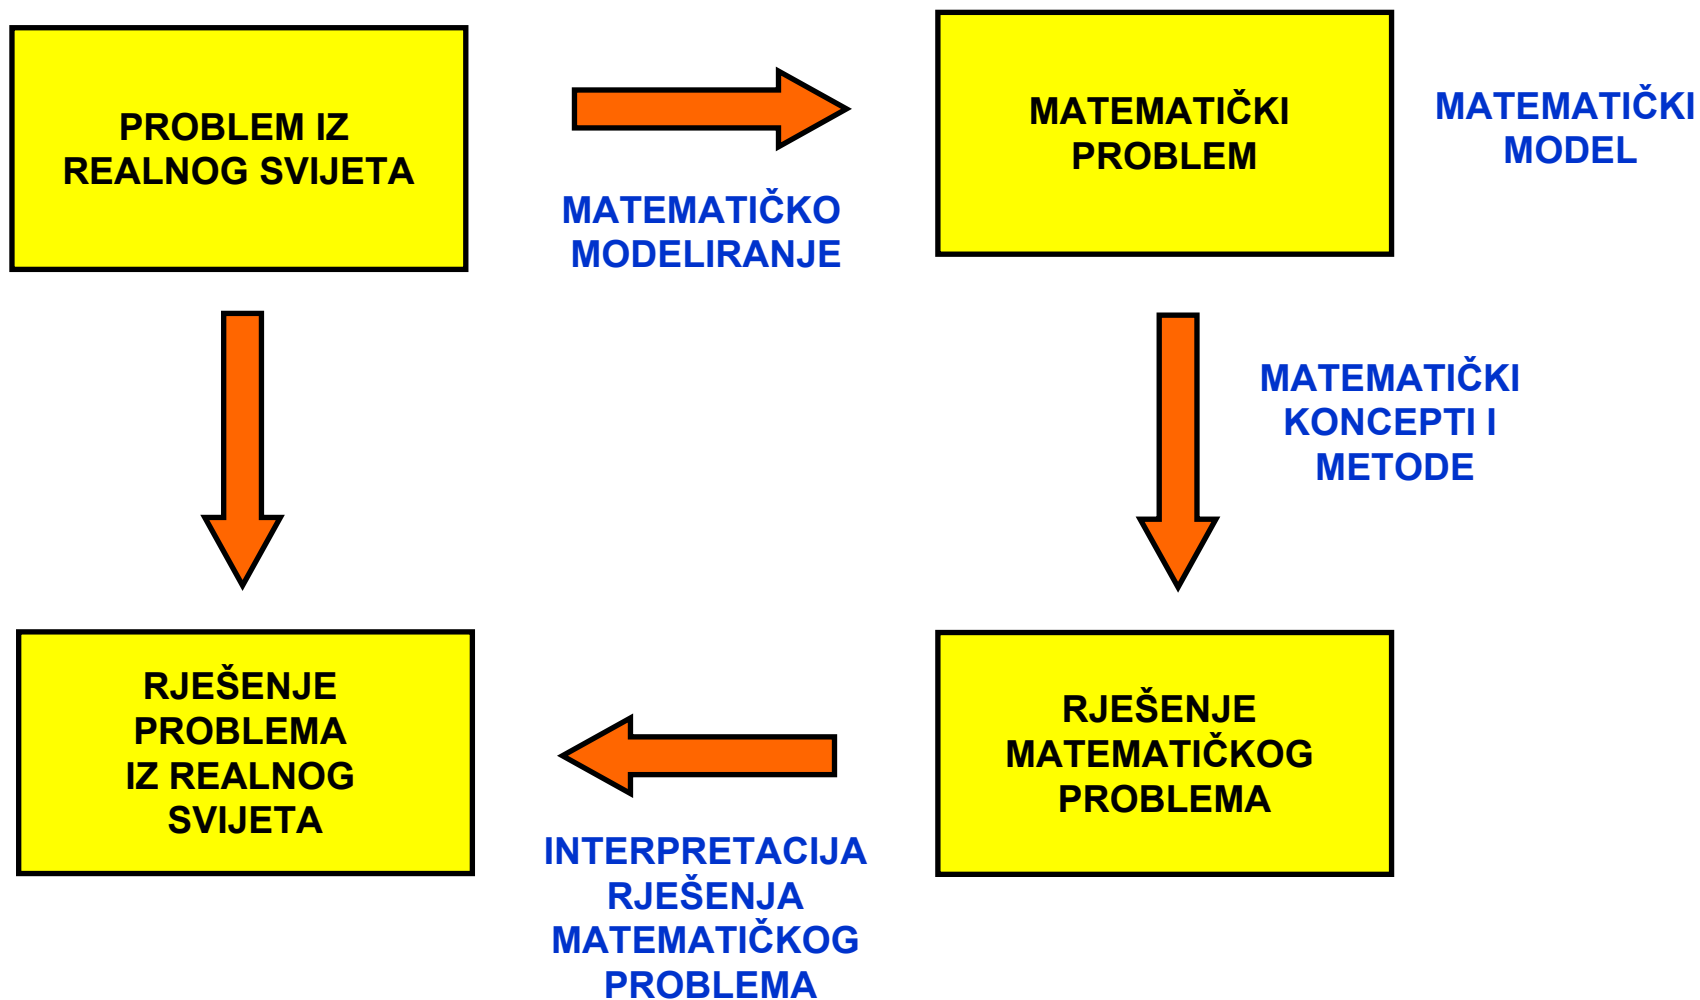 PROBLEM IZ
REALNOG SVIJETA
MATEMATIČKO
MODELIRANJE
MATEMATIČKI
PROBLEM
MATEMATIČKI
MODEL
MATEMATIČKI
KONCEPTI I
METODE
RJEŠENJE
PROBLEMA
IZ REALNOG
SVIJETA
INTERPRETACIJA
RJEŠENJA
MATEMATIČKOG
PROBLEMA
RJEŠENJE
MATEMATIČKOG
PROBLEMA